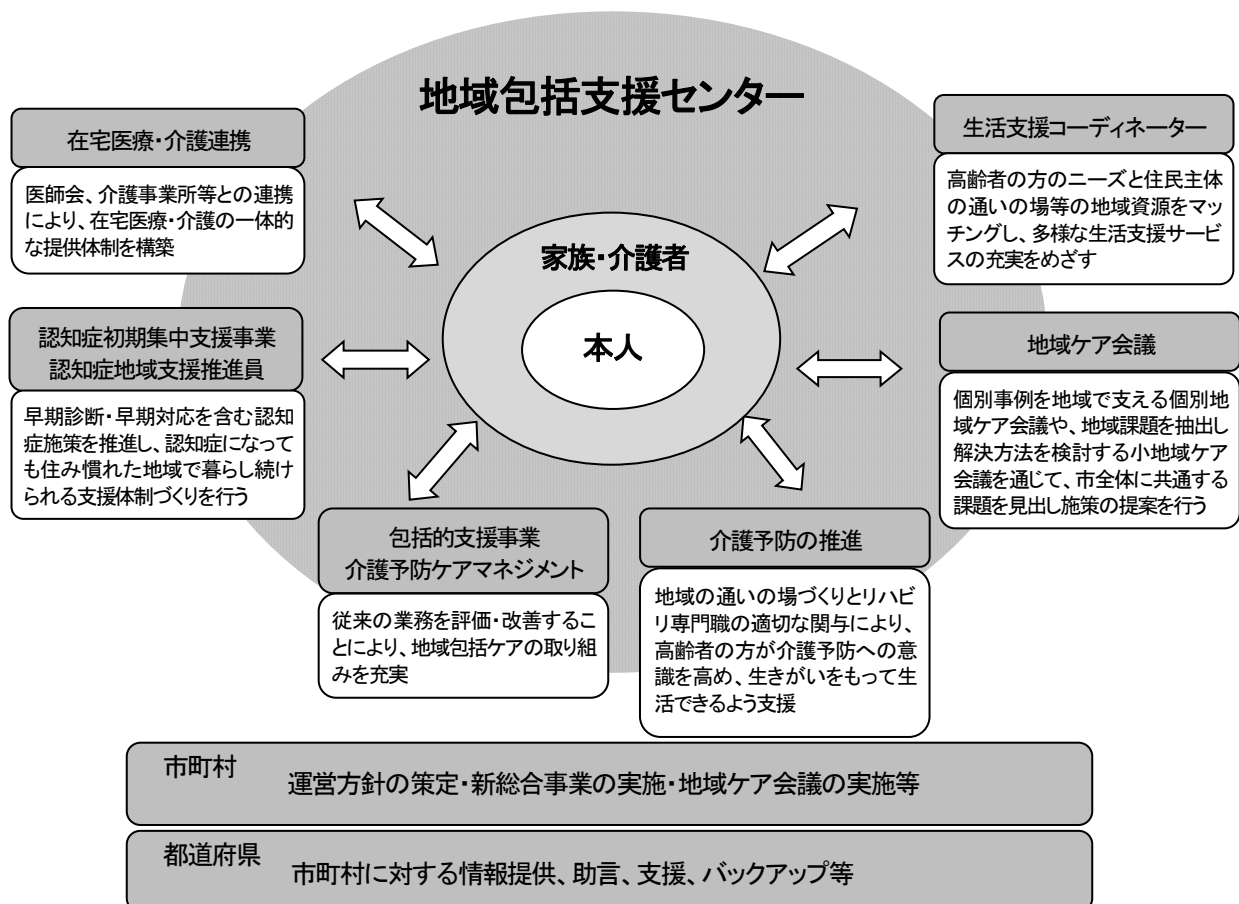 地域包括支援センター
在宅医療・介護連携
医師会、介護事業所等との連携
により、在宅医療・介護の一体的
な提供体制を構築
生活支援コーディネーター
高齢者の方のニーズと住民主体
の通いの場等の地域資源をマッ
チングし、多様な生活支援サービ
スの充実をめざす
家族・介護者
本人
認知症初期集中支援事業
認知症地域支援推進員
早期診断・早期対応を含む認知
症施策を推進し、認知症になって
も住み慣れた地域で暮らし続け
られる支援体制づくりを行う
地域ケア会議
個別事例を地域で支える個別地
域ケア会議や、地域課題を抽出し
解決方法を検討する小地域ケア
会議を通じて、市全体に共通する
課題を見出し施策の提案を行う
包括的支援事業
介護予防ケアマネジメント
従来の業務を評価・改善するこ
とにより、地域包括ケアの取り組
みを充実
介護予防の推進
地域の通いの場づくりとリハビ
リ専門職の適切な関与により、
高齢者の方が介護予防への意
識を高め、生きがいをもって生
活できるよう支援
市町村
運営方針の策定・新総合事業の実施・地域ケア会議の実施等
都道府県
市町村に対する情報提供、助言、支援、バックアップ等